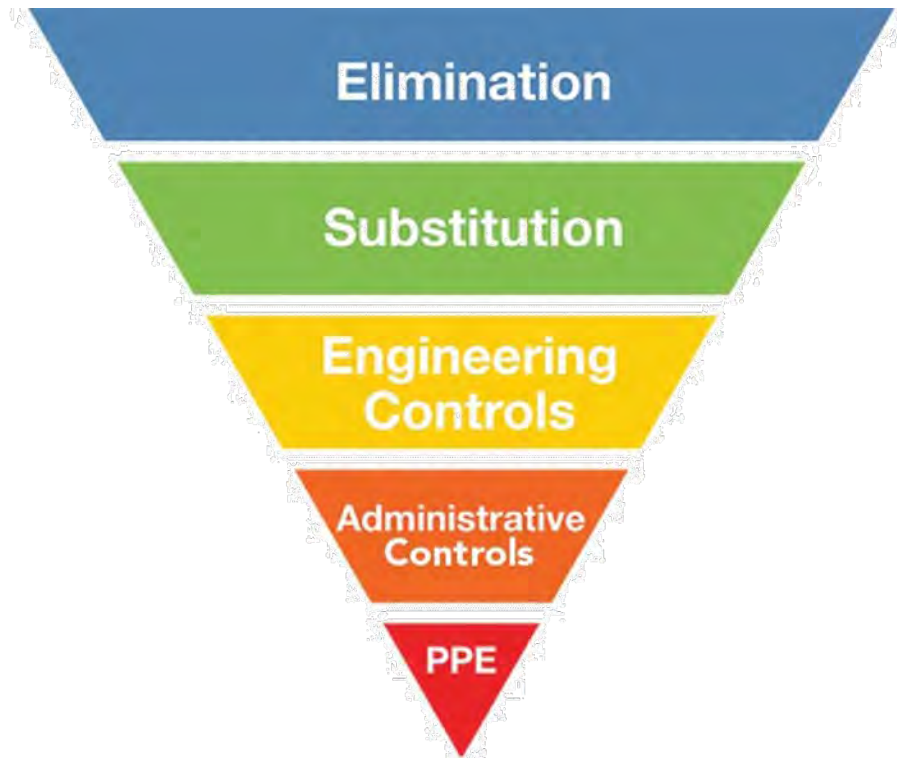 Elimination
Substitution
Engineering
Controls
Administrative
Controls
PPE